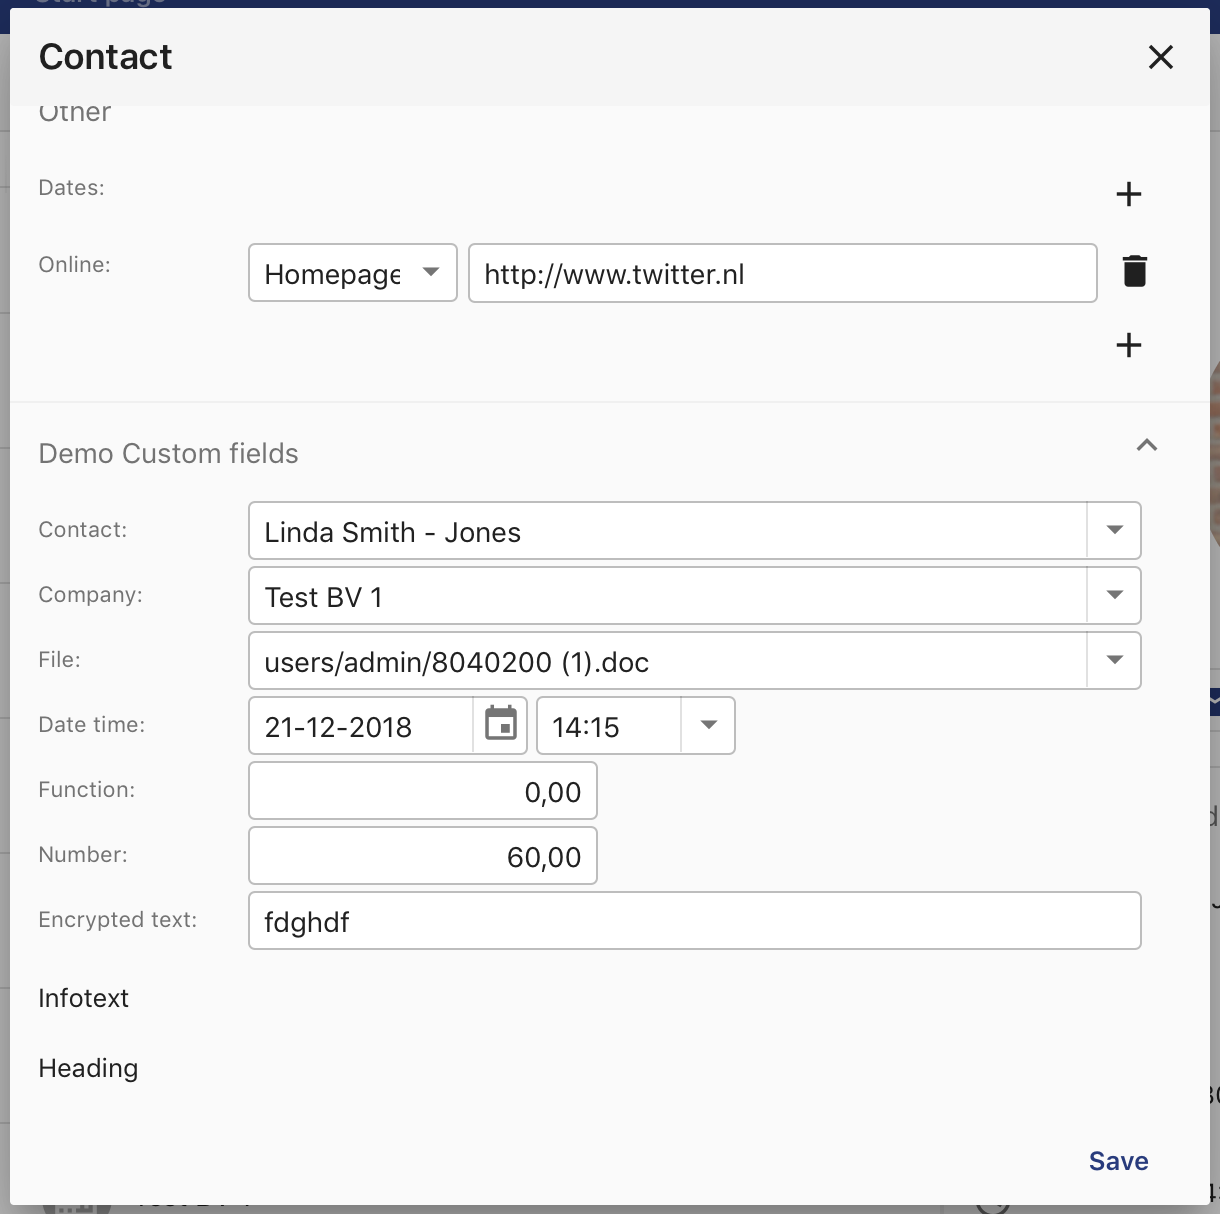 Start page
Contact
Other
Dates:
Online:
Homepage
http://www.twitter.nl
Demo Custom fields
Contact:
Linda Smith - Jones
Company:
Test BV 1
File:
users/admin/8040200 (1).doc
Date time:
21-12-2018
14:15
Function:
0,00
Number:
60,00
Encrypted text:
fdghdf
Infotext
Heading
Save